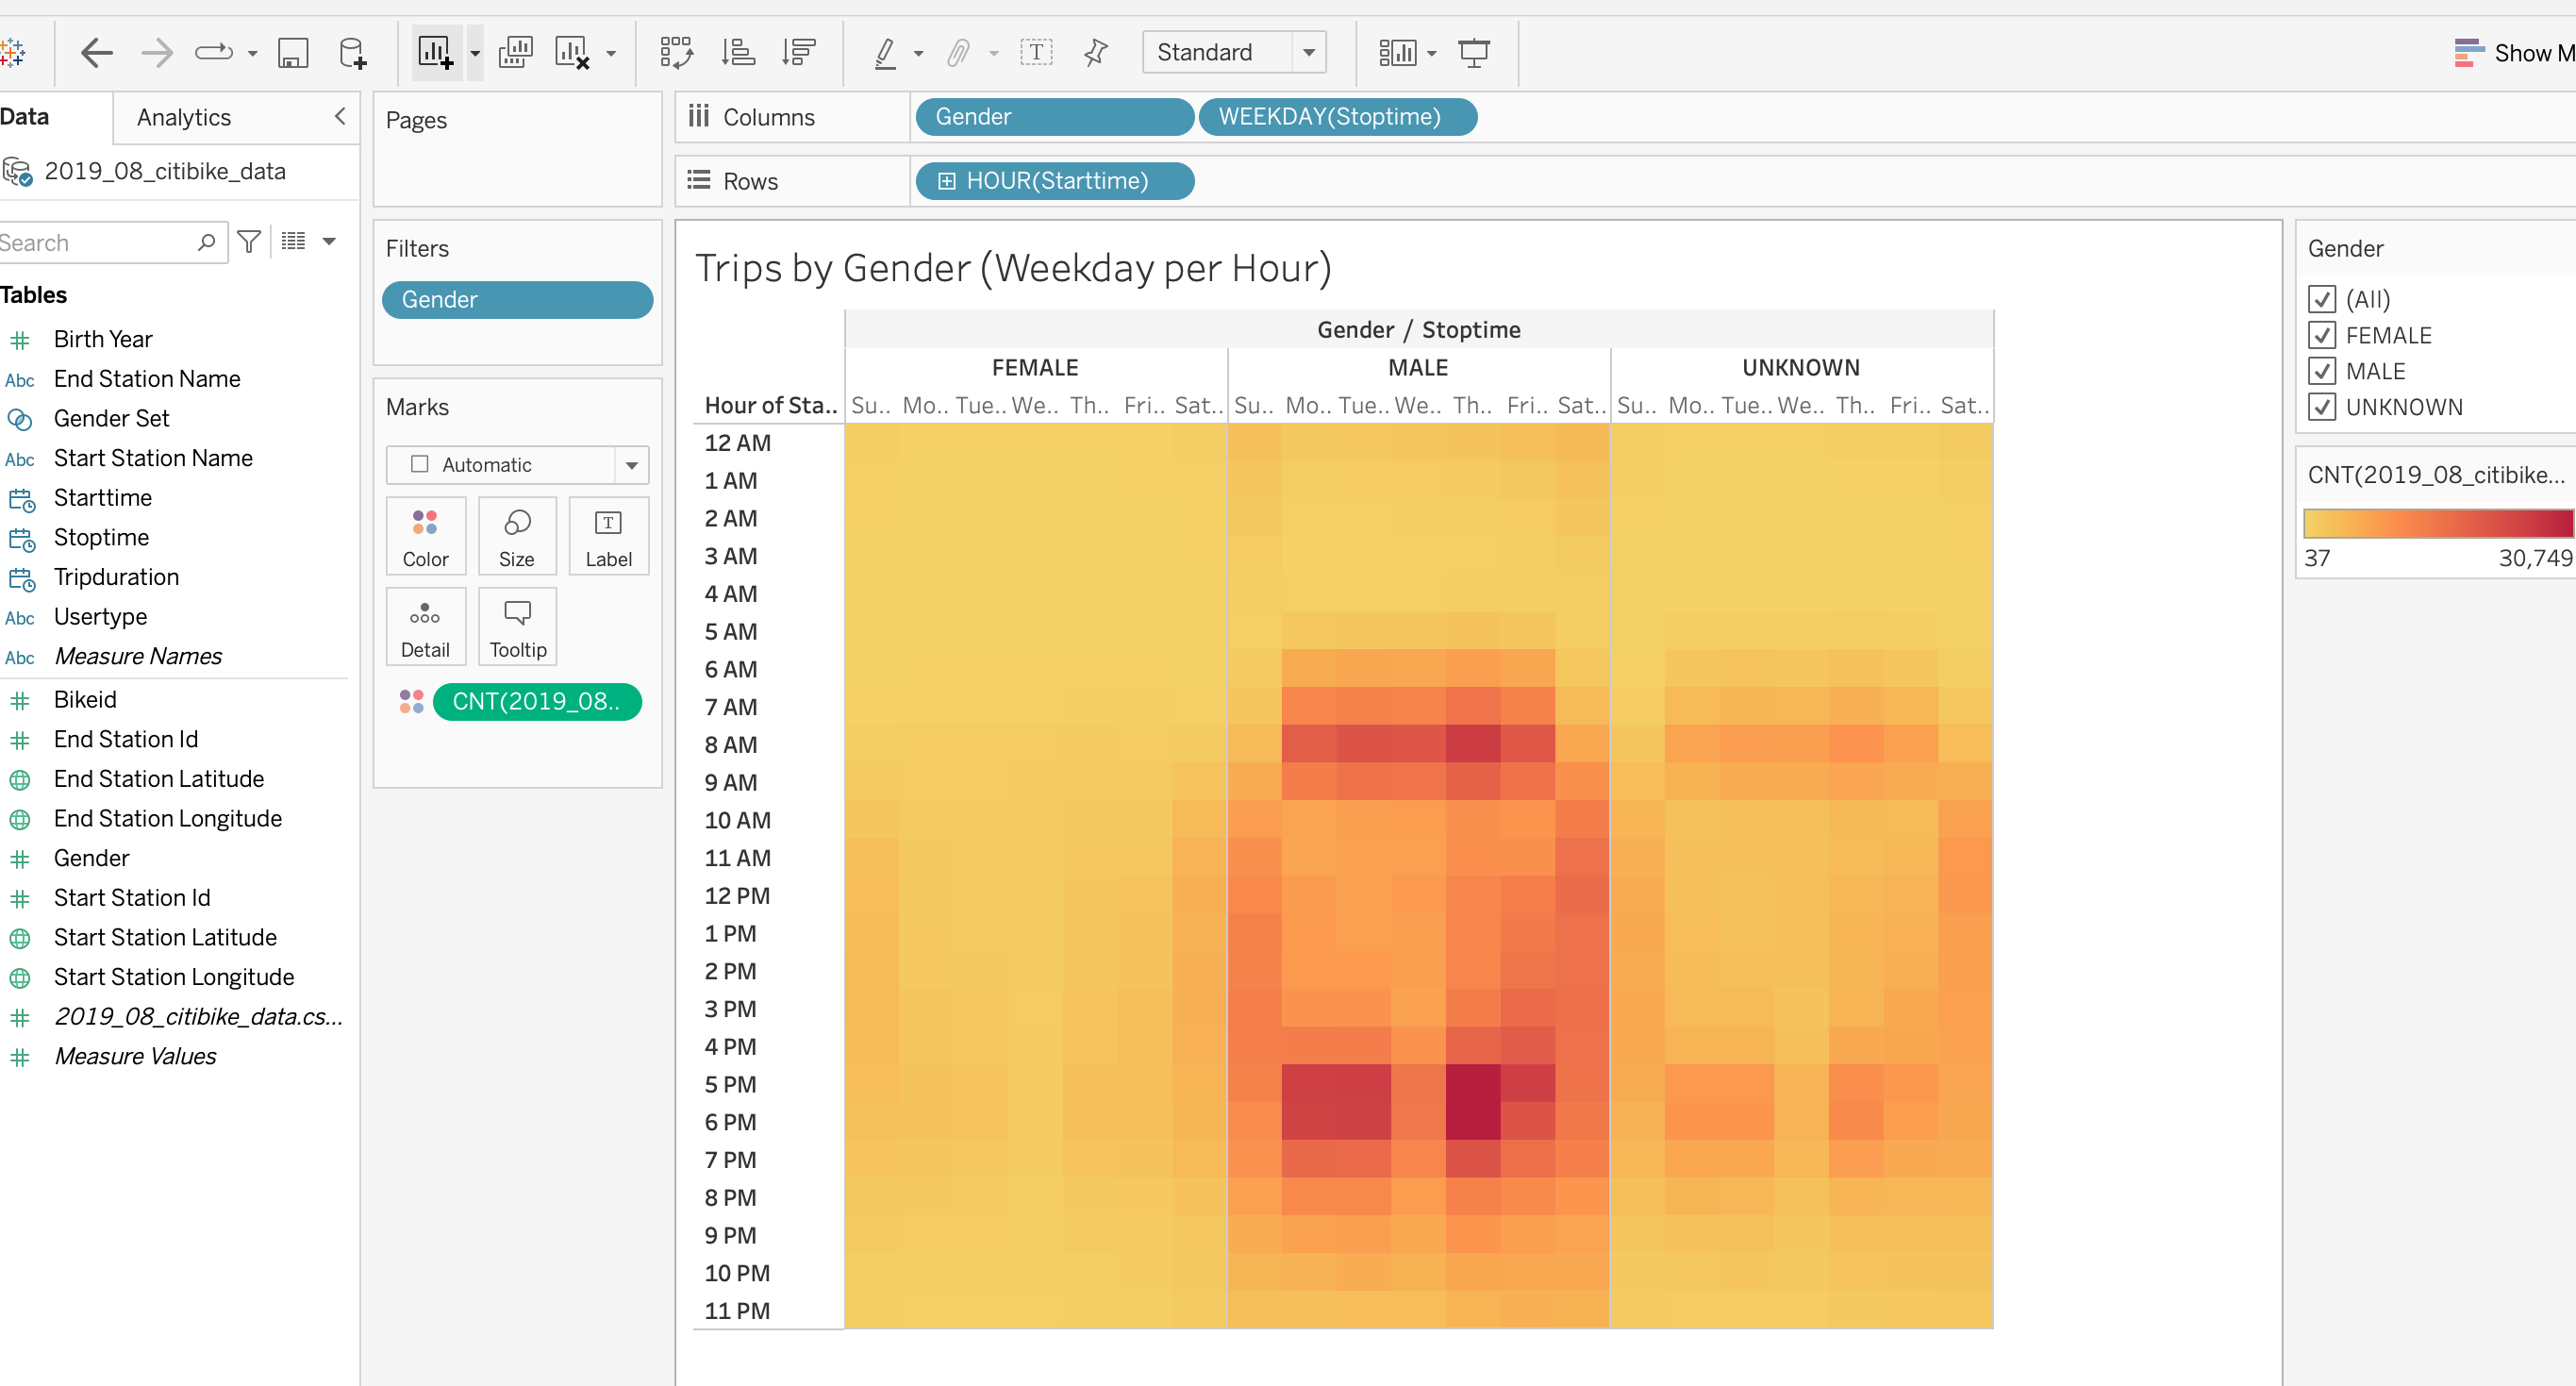 Standard
Show M
Data
Analytics
2019_08_citibike_data
Search
Tables
Birth Year
Abc End Station Name
Gender Set
Abc Start Station Name
Starttime
Stoptime
Tripduration
Abc Usertype
Abc Measure Names
Bikeid
End Station Id
End Station Latitude
End Station Longitude
Gender
Start Station Id
Start Station Latitude
Start Station Longitude
2019_08_citibike_data.cs...
Measure Values
Pages
Filters
Gender
Marks
Automatic
Color
Size
T
Label
Detail
Tooltip
CNT(2019_08..
Columns
Gender
WEEKDAY(Stoptime)
Rows
HOUR(Starttime)
Trips by Gender (Weekday per Hour)
Gender / Stoptime
FEMALE MALE UNKNOWN
Hour of Sta.. Su.. Mo.. Tue.. We.. Th.. Fri.. Sat.. Su.. Mo.. Tue.. We.. Th.. Fri.. Sat.. Su.. Mo.. Tue.. We.. Th.. Fri.. Sat..
12 AM
1 AM
2 AM
3 AM
4 AM
5 AM
6 AM
7 AM
8 AM
9 AM
10 AM
11 AM
12 PM
1 PM
2 PM
3 PM
4 PM
5 PM
6 PM
7 PM
8 PM
9 PM
10 PM
11 PM
Gender
(All)
FEMALE
MALE
UNKNOWN
CNT(2019_08_citibike...
37 30,749